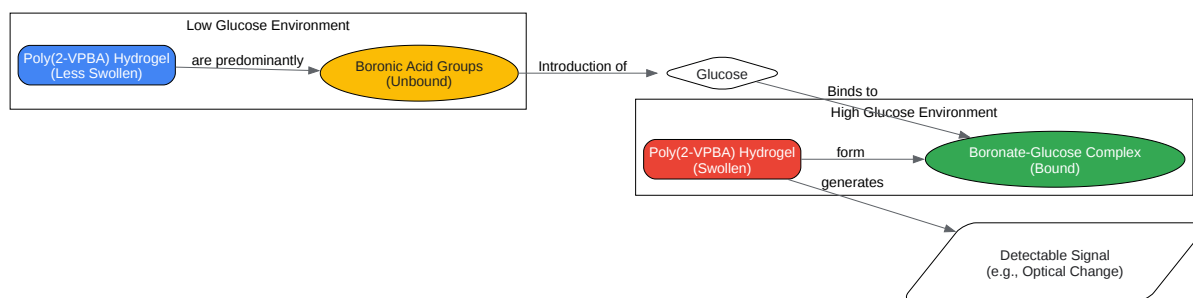 Low Glucose Environment
Poly(2-VPBA) Hydrogel
(Less Swollen)
are predominantly
Boronic Acid Groups
(Unbound)
Introduction of
Glucose
Binds to
High Glucose Environment
Poly(2-VPBA) Hydrogel
(Swollen)
form
Boronate-Glucose Complex
(Bound)
generates
Detectable Signal
(e.g., Optical Change)